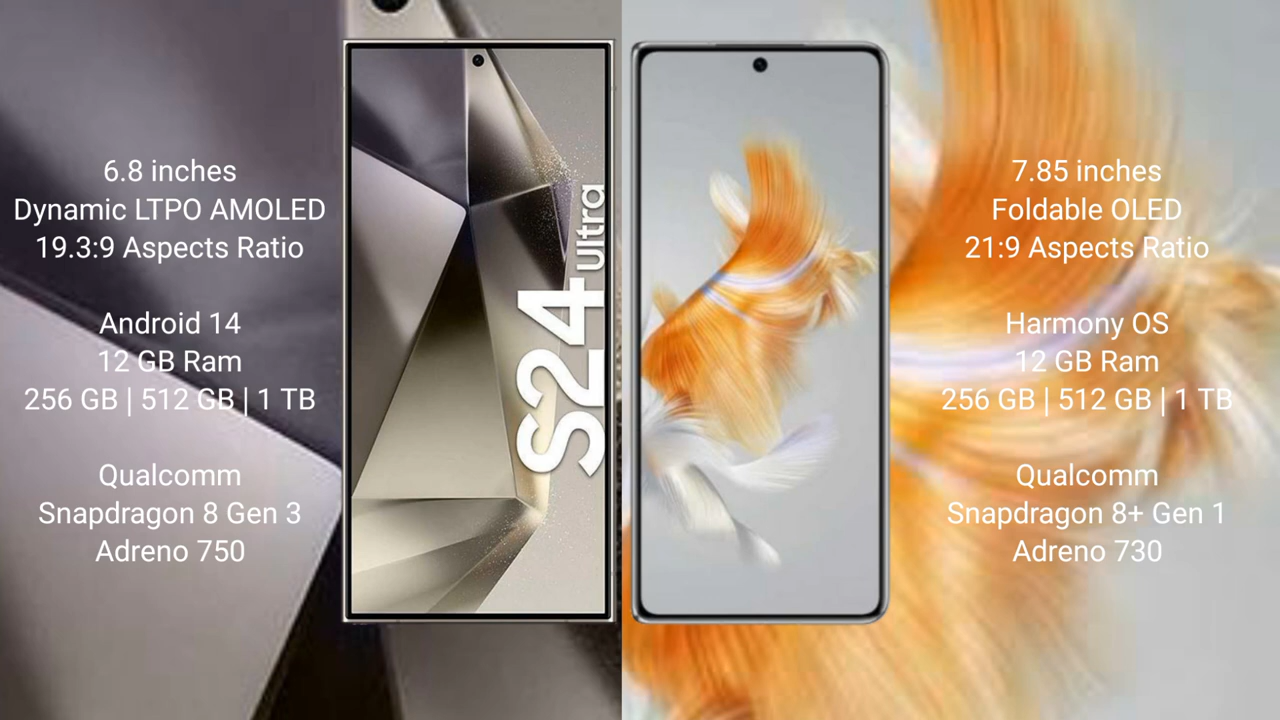 6.8 inches
Dynamic LTPO AMOLED
19.3:9 Aspects Ratio
Android 14
12 GB Ram
256 GB | 512 GB | 1 TB
Qualcomm
Snapdragon 8 Gen 3
Adreno 750
S24 ultra
7.85 inches
Foldable OLED
21:9 Aspects Ratio
Harmony OS
12 GB Ram
256 GB | 512 GB | 1 TB
Qualcomm
Snapdragon 8+ Gen 1
Adreno 730